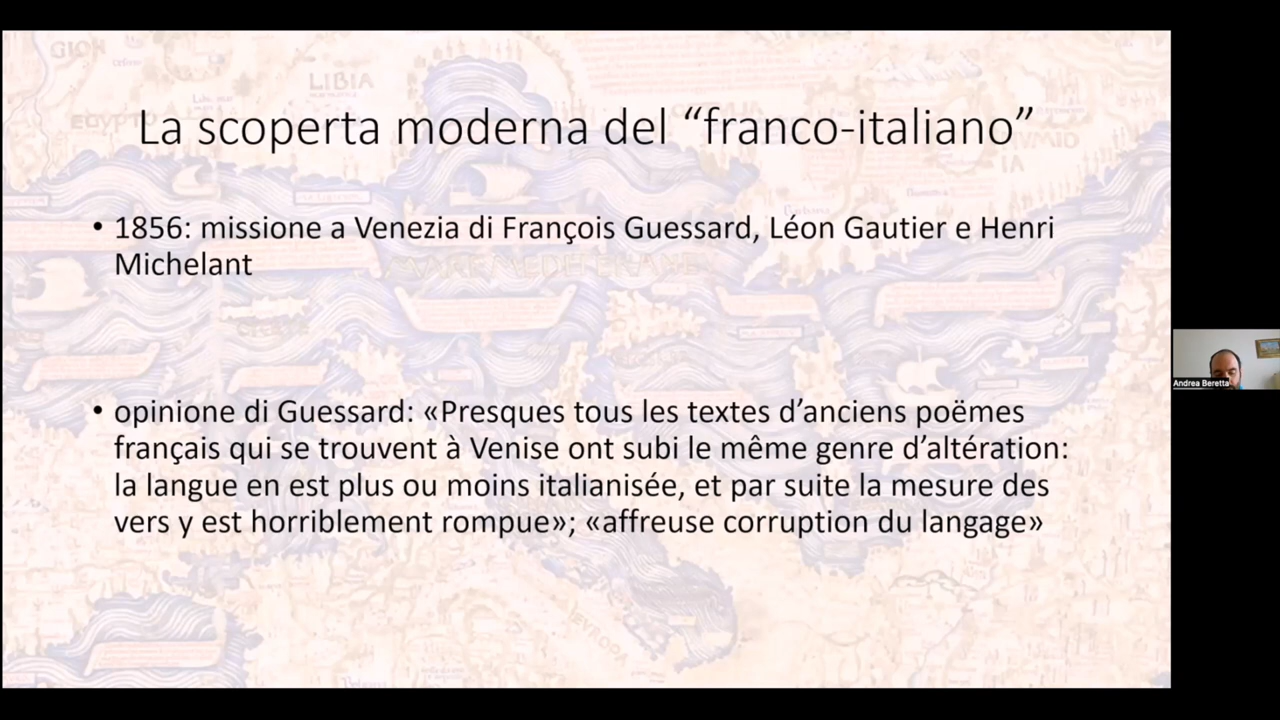 GION
LIBIA
EGVPTO
La scoperta moderna del “franco-italiano”
• 1856: missione a Venezia di François Guessard, Léon Gautier e Henri
Michelant
• opinione di Guessard: «Presques tous les textes d’anciens poëmes
français qui se trouvent à Venise ont subi le même genre d’altération:
la langue en est plus ou moins italianisée, et par suite la mesure des
vers y est horriblement rompue»; «affreuse corruption du langage»
Andrea Beretta